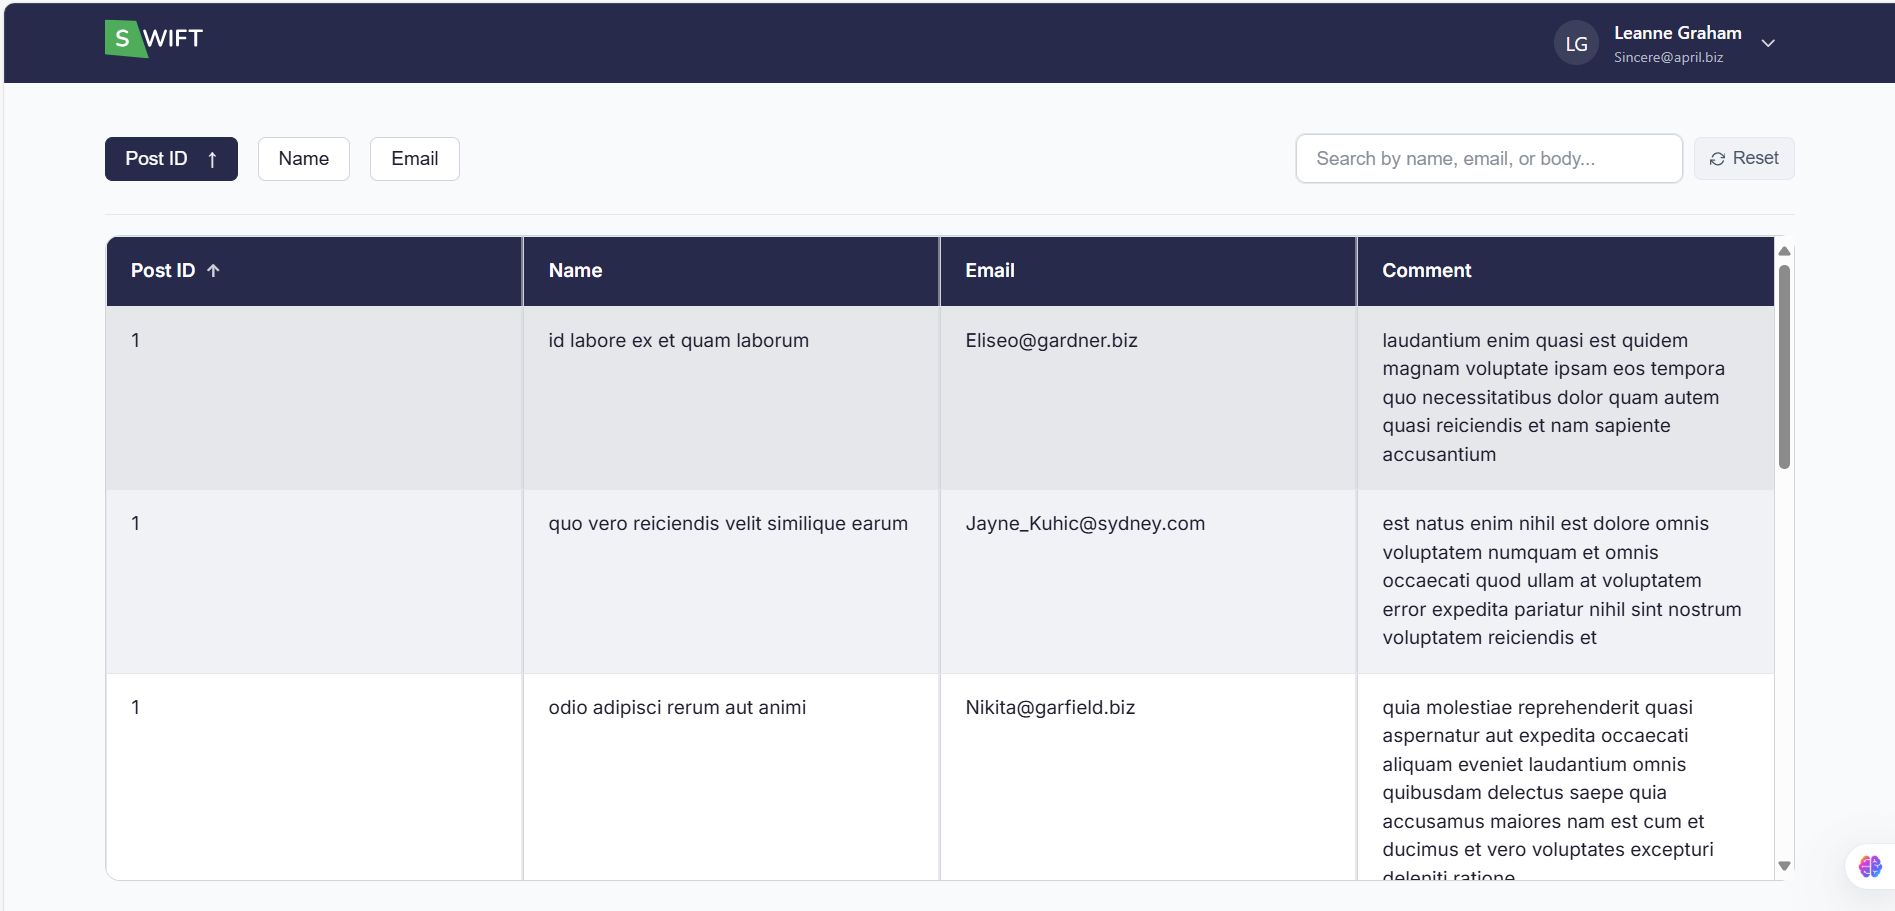 SWIFT
LG
Leanne Graham
Sincere@april.biz
Post ID ↑
Name
Email
Search by name, email, or body...
Reset
Post ID ↑
Name
Email
Comment
1
id labore ex et quam laborum
Eliseo@gardner.biz
laudantium enim quasi est quidem
magnam voluptate ipsam eos tempora
quo necessitatibus dolor quam autem
quasi reiciendis et nam sapiente
accusantium
1
quo vero reiciendis velit similique earum
Jayne_Kuhic@sydney.com
est natus enim nihil est dolore omnis
voluptatem numquam et omnis
occaecati quod ullam at voluptatem
error expedita pariatur nihil sint nostrum
voluptatem reiciendis et
1
odio adipisci rerum aut animi
Nikita@garfield.biz
quia molestiae reprehenderit quasi
aspernatur aut expedita occaecati
aliquam eveniet laudantium omnis
quibusdam delectus saepe quia
accusamus maiores nam est cum et
ducimus et vero voluptates excepturi
deleniti ratione